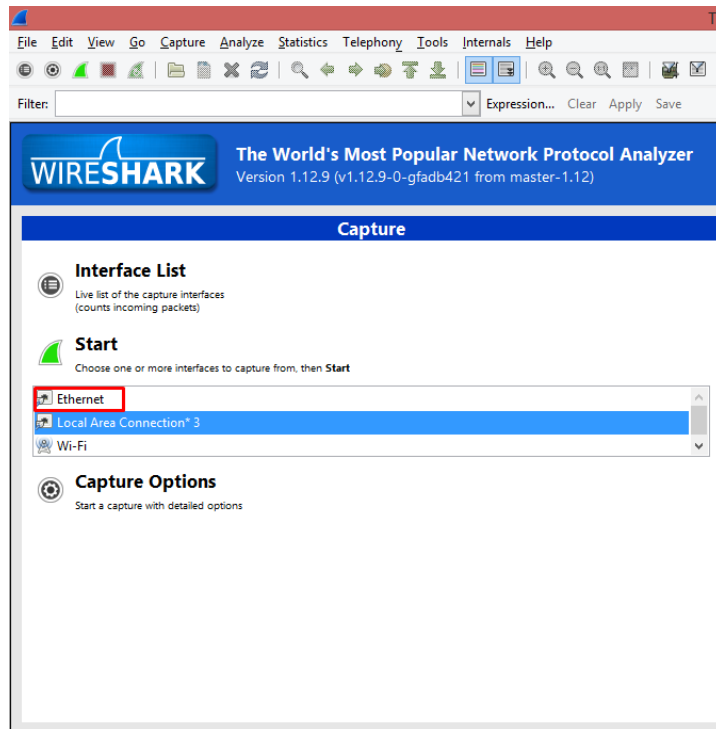 T
File Edit View Go Capture Analyze Statistics Telephony Tools Internals Help
Filter: Expression... Clear Apply Save
WIRESHARK
The World's Most Popular Network Protocol Analyzer
Version 1.12.9 (v1.12.9-0-gfadb421 from master-1.12)
Capture
Interface List
Live list of the capture interfaces
(counts incoming packets)
Start
Choose one or more interfaces to capture from, then Start
Ethernet
Local Area Connection* 3
Wi-Fi
Capture Options
Start a capture with detailed options